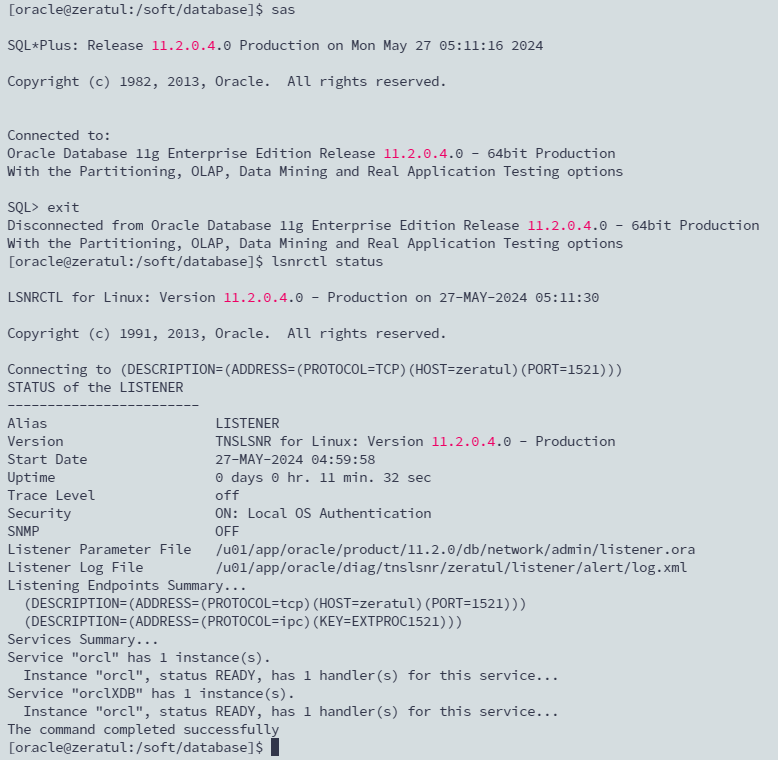 [oracle@zeratul:/soft/database]$ sas
SQL*Plus: Release 11.2.0.4.0 Production on Mon May 27 05:11:16 2024
Copyright (c) 1982, 2013, Oracle.  All rights reserved.
Connected to:
Oracle Database 11g Enterprise Edition Release 11.2.0.4.0 - 64bit Production
With the Partitioning, OLAP, Data Mining and Real Application Testing options
SQL> exit
Disconnected from Oracle Database 11g Enterprise Edition Release 11.2.0.4.0 - 64bit Production
With the Partitioning, OLAP, Data Mining and Real Application Testing options
[oracle@zeratul:/soft/database]$ lsnrctl status
LSNRCTL for Linux: Version 11.2.0.4.0 - Production on 27-MAY-2024 05:11:30
Copyright (c) 1991, 2013, Oracle.  All rights reserved.
Connecting to (DESCRIPTION=(ADDRESS=(PROTOCOL=TCP)(HOST=zeratul)(PORT=1521)))
STATUS of the LISTENER
------------------------
Alias                     LISTENER
Version                   TNSLSNR for Linux: Version 11.2.0.4.0 - Production
Start Date                27-MAY-2024 04:59:58
Uptime                    0 days 0 hr. 11 min. 32 sec
Trace Level               off
Security                  ON: Local OS Authentication
SNMP                      OFF
Listener Parameter File   /u01/app/oracle/product/11.2.0/db/network/admin/listener.ora
Listener Log File         /u01/app/oracle/diag/tnslsnr/zeratul/listener/alert/log.xml
Listening Endpoints Summary...
  (DESCRIPTION=(ADDRESS=(PROTOCOL=tcp)(HOST=zeratul)(PORT=1521)))
  (DESCRIPTION=(ADDRESS=(PROTOCOL=ipc)(KEY=EXTPROC1521)))
Services Summary...
Service "orcl" has 1 instance(s).
  Instance "orcl", status READY, has 1 handler(s) for this service...
Service "orclXDB" has 1 instance(s).
  Instance "orcl", status READY, has 1 handler(s) for this service...
The command completed successfully
[oracle@zeratul:/soft/database]$